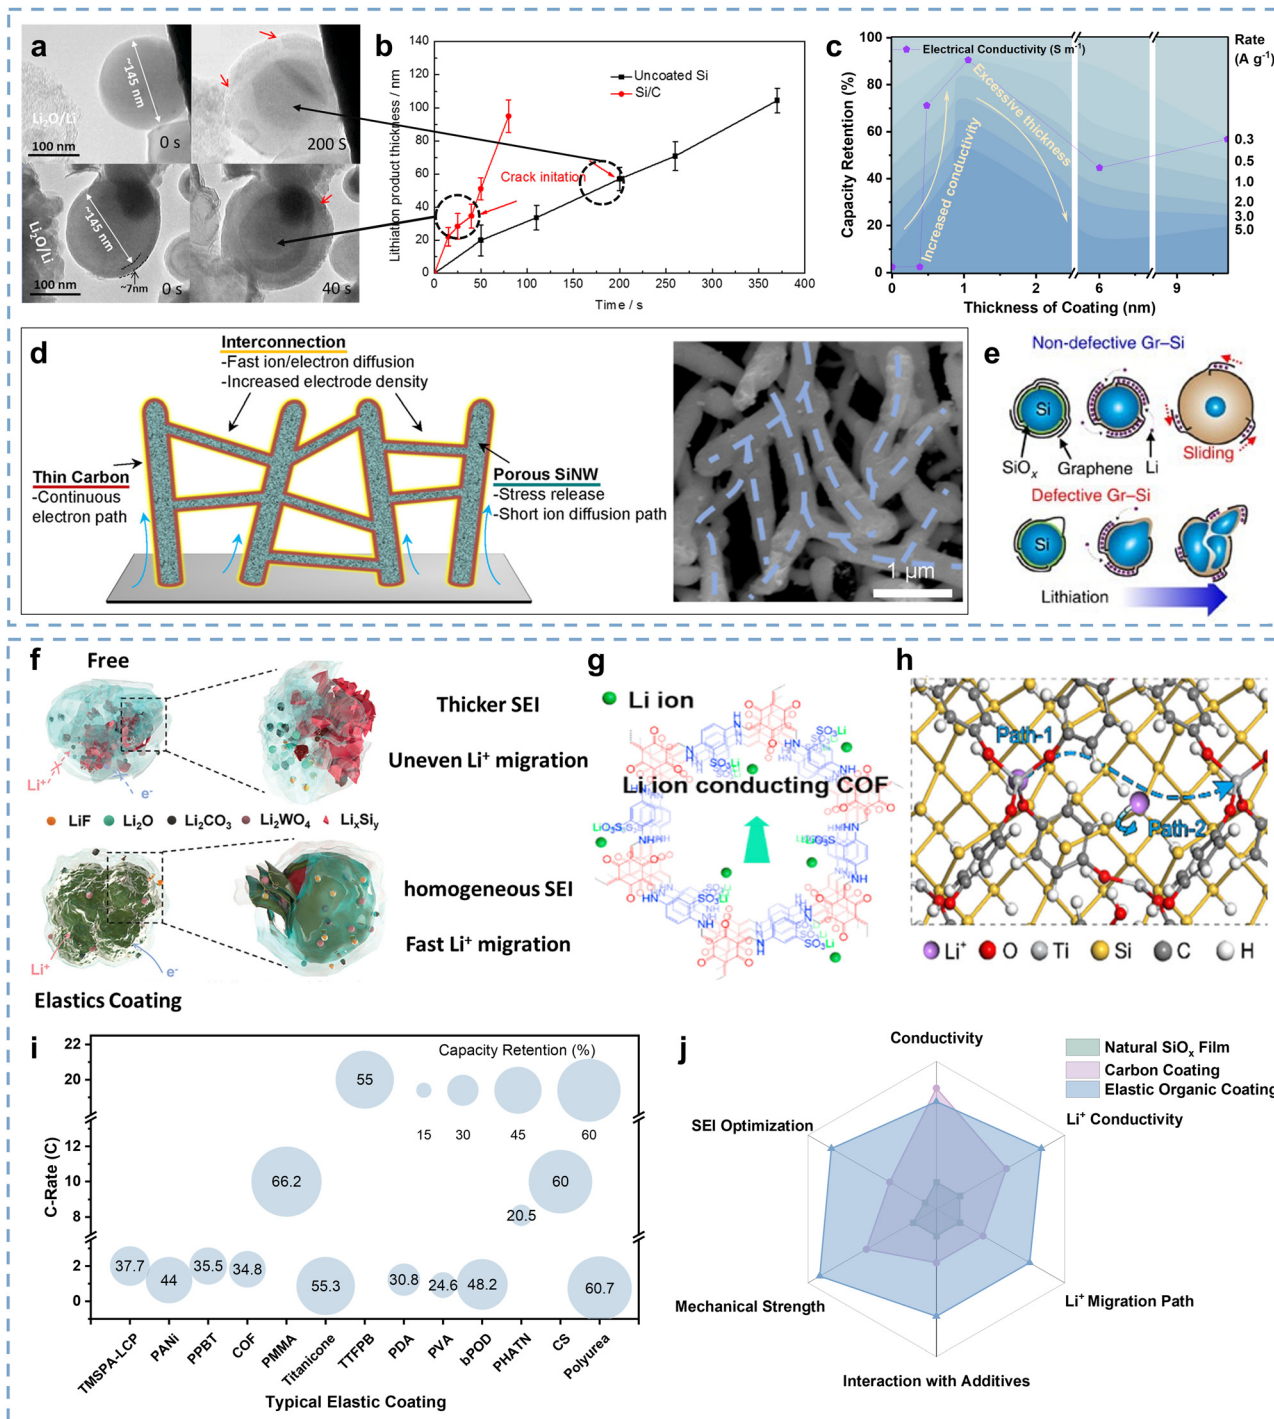 a
~145 nm
Li₂O/Li
100 nm
0 s
200 S
~145 nm
Li₂O/Li
100 nm
~7nm
0 s
40 s
b
Lithiation product thickness / nm
140
120
100
80
60
40
20
0
Uncoated Si
Si/C
Crack initation
0 50 100 150 200 250 300 350 400
Time / s
c
Capacity Retention (%)
100
80
60
40
20
0
Electrical Conductivity (S m⁻¹)
Increased conductivity
Excessive thickness
Rate
(A g⁻¹)
0.3
0.5
1.0
2.0
3.0
5.0
0 1 2 6 9
Thickness of Coating (nm)
d
Interconnection
-Fast ion/electron diffusion
-Increased electrode density
Thin Carbon
-Continuous
electron path
Porous SiNW
-Stress release
-Short ion diffusion path
1 μm
e
Non-defective Gr–Si
Si
SiOₓ
Graphene
Li
Sliding
Defective Gr–Si
Si
Lithiation
f
Free
Li⁺
e⁻
Thicker SEI
Uneven Li⁺ migration
LiF Li₂O Li₂CO₃ Li₂WO₄ LiₓSiᵧ
Li⁺
e⁻
homogeneous SEI
Fast Li⁺ migration
Elastics Coating
g
Li ion
Li ion conducting COF
h
Path-1
Path-2
Li⁺ O Ti Si C H
i
C-Rate (C)
22
20
12
10
8
2
0
Capacity Retention (%)
15 30 45 60
55
66.2
60
20.5
37.7
44
35.5
34.8
55.3
30.8
24.6
48.2
60.7
TMSPA-LCP
PANi
PPBT
COF
PMMA
Titanicone
TTFPB
PDA
PVA
bPOD
PHATN
CS
Polyurea
Typical Elastic Coating
j
Natural SiOₓ Film
Carbon Coating
Elastic Organic Coating
Conductivity
Li⁺ Conductivity
Li⁺ Migration Path
Interaction with Additives
Mechanical Strength
SEI Optimization